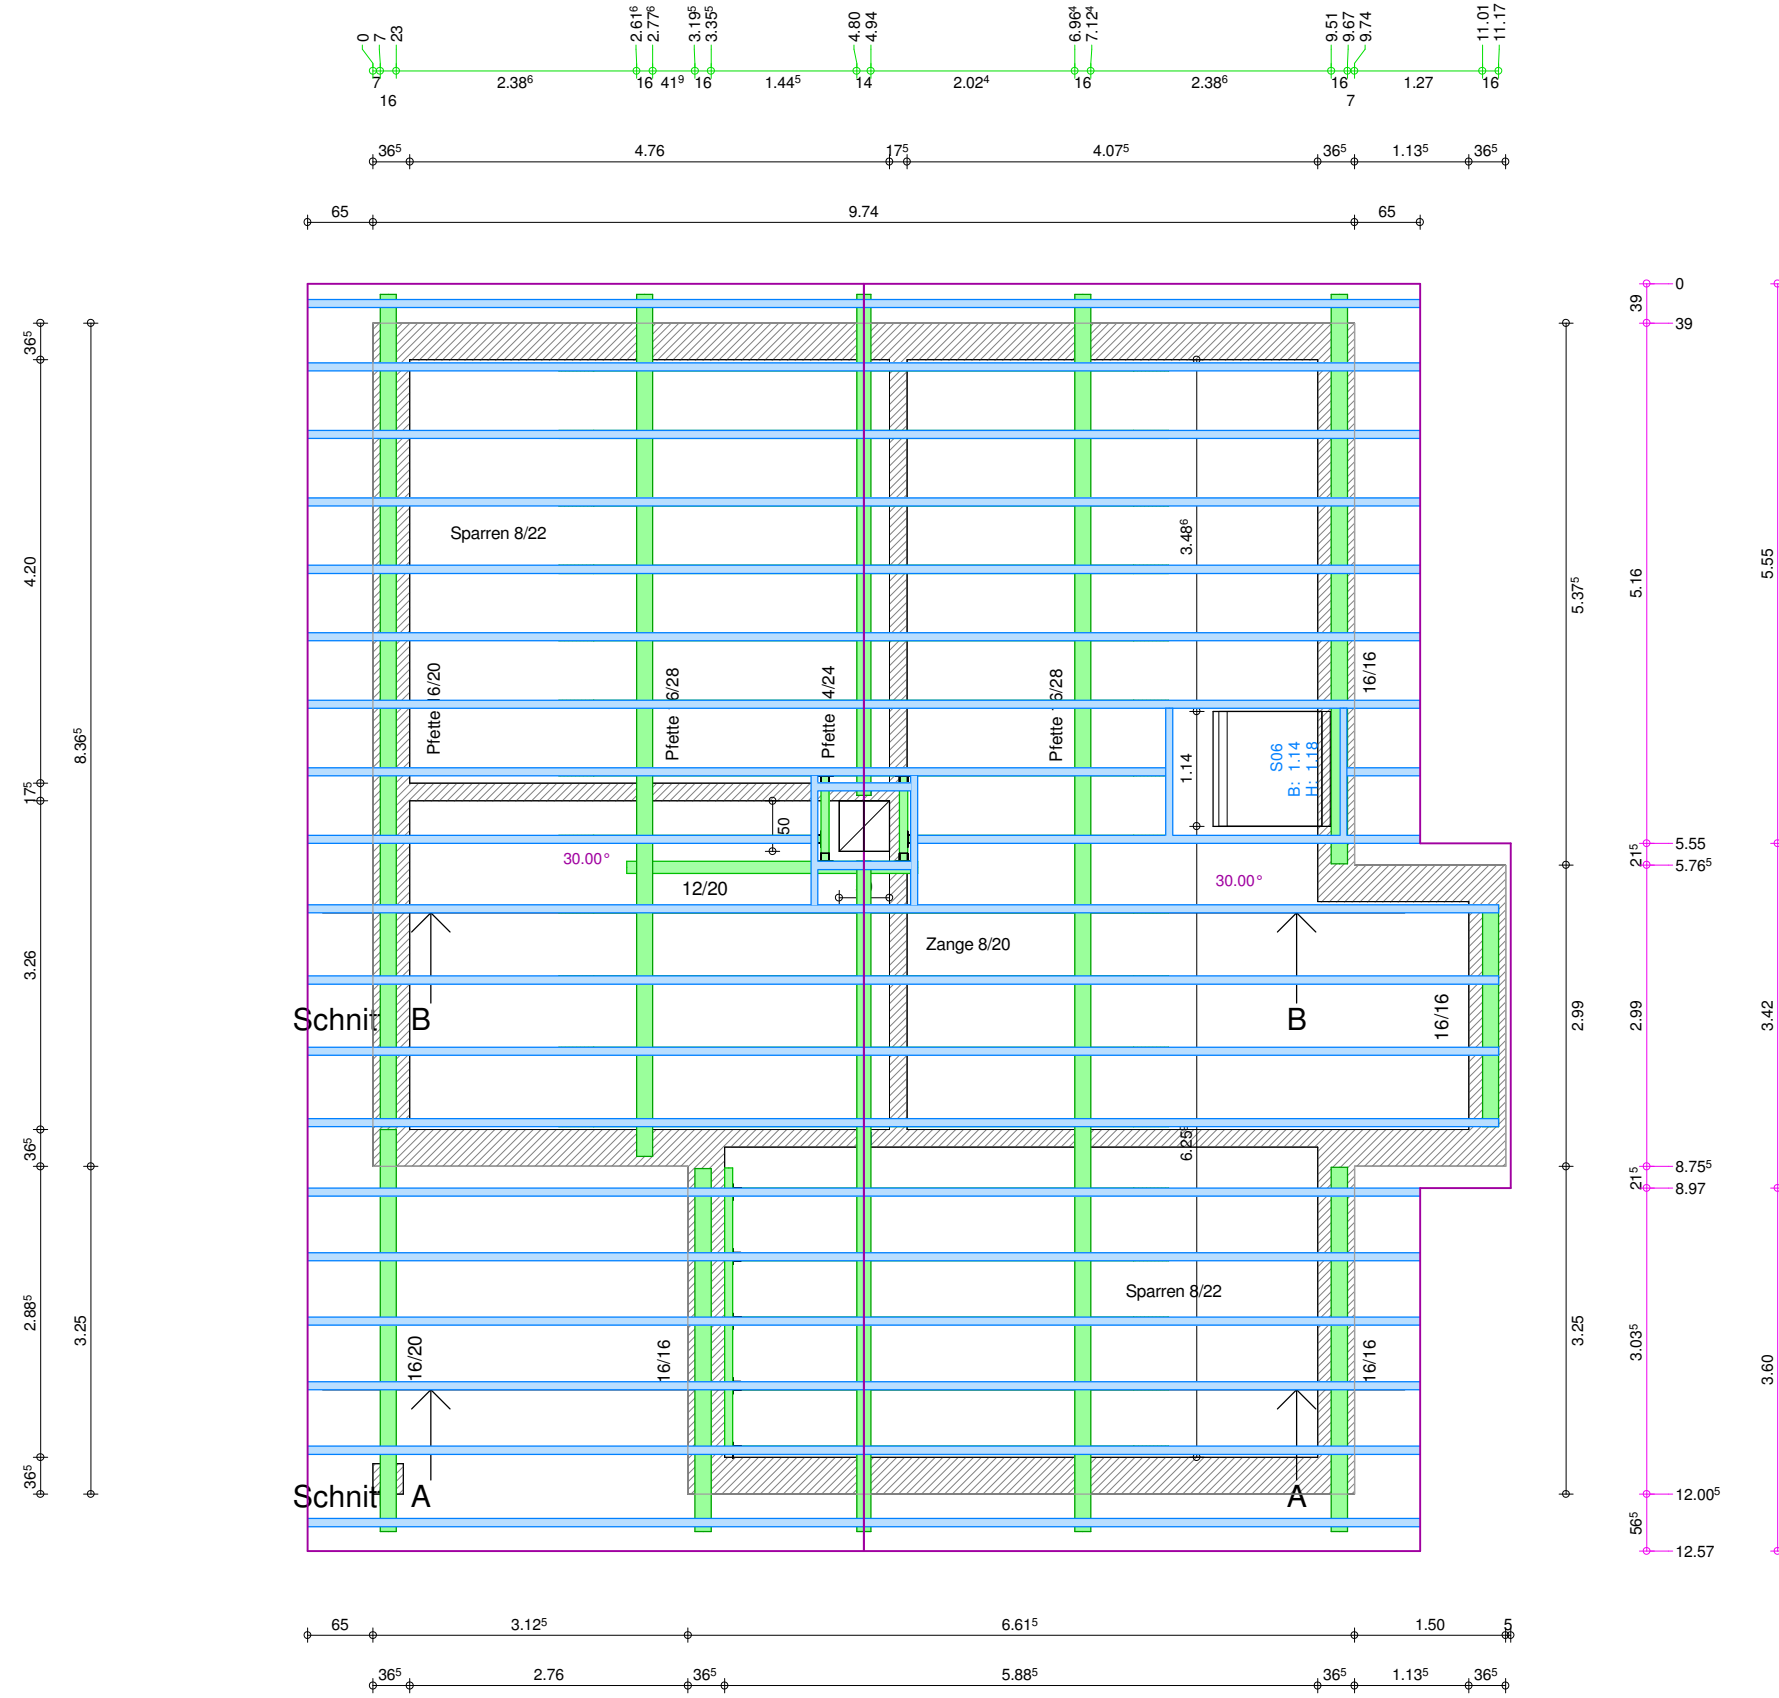 0 7 23 2.61⁶ 2.77⁶ 3.19⁵ 3.35⁵ 4.80 4.94 6.96⁴ 7.12⁴ 9.51 9.67 9.74 11.01 11.17
7 2.38⁶ 16 41⁹ 16 1.44⁵ 14 2.02⁴ 16 2.38⁶ 16 1.27 16
16 7
36⁵ 4.76 17⁵ 4.07⁵ 36⁵ 1.13⁵ 36⁵
65 9.74 65
0
39
39
36⁵
Sparren 8/22
3.48⁶
4.20
5.16
5.55
5.37⁵
Pfette 16/20
Pfette 16/28
Pfette 14/24
Pfette 16/28
16/16
8.36⁵
1.14
S06
B: 1.14
H: 1.18
17⁵
50
5.55
21⁵
5.76⁵
30.00°
30.00°
12/20
Zange 8/20
3.26
Schnit B
B
16/16
2.99
2.99
3.42
36⁵
6.25⁵
8.75⁵
21⁵
8.97
Sparren 8/22
2.88⁵
3.25
16/20
16/16
16/16
3.25
3.03⁵
3.60
36⁵
Schnit A
A
12.00⁵
56⁵
12.57
65 3.12⁵ 6.61⁵ 1.50 5
36⁵ 2.76 36⁵ 5.88⁵ 36⁵ 1.13⁵ 36⁵